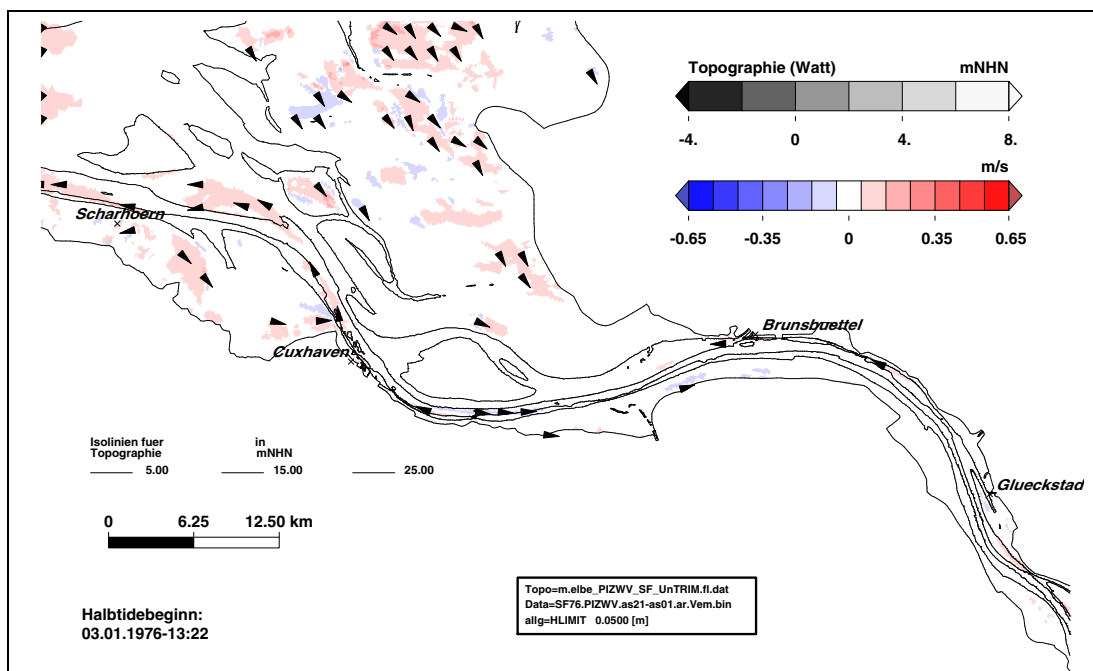 Topographie (Watt) mNHN
-4. 0 4. 8.
m/s
-0.65 -0.35 0 0.35 0.65
Scharhoern
Brunsbuettel
Cuxhaven
Glueckstad
Isolinien fuer in
Topographie mNHN
5.00 15.00 25.00
0 6.25 12.50 km
Topo=m.elbe_PIZWV_SF_UnTRIM.fl.dat
Data=SF76.PIZWV.as21-as01.ar.Vem.bin
allg=HLIMIT 0.0500 [m]
Halbtidebeginn:
03.01.1976-13:22